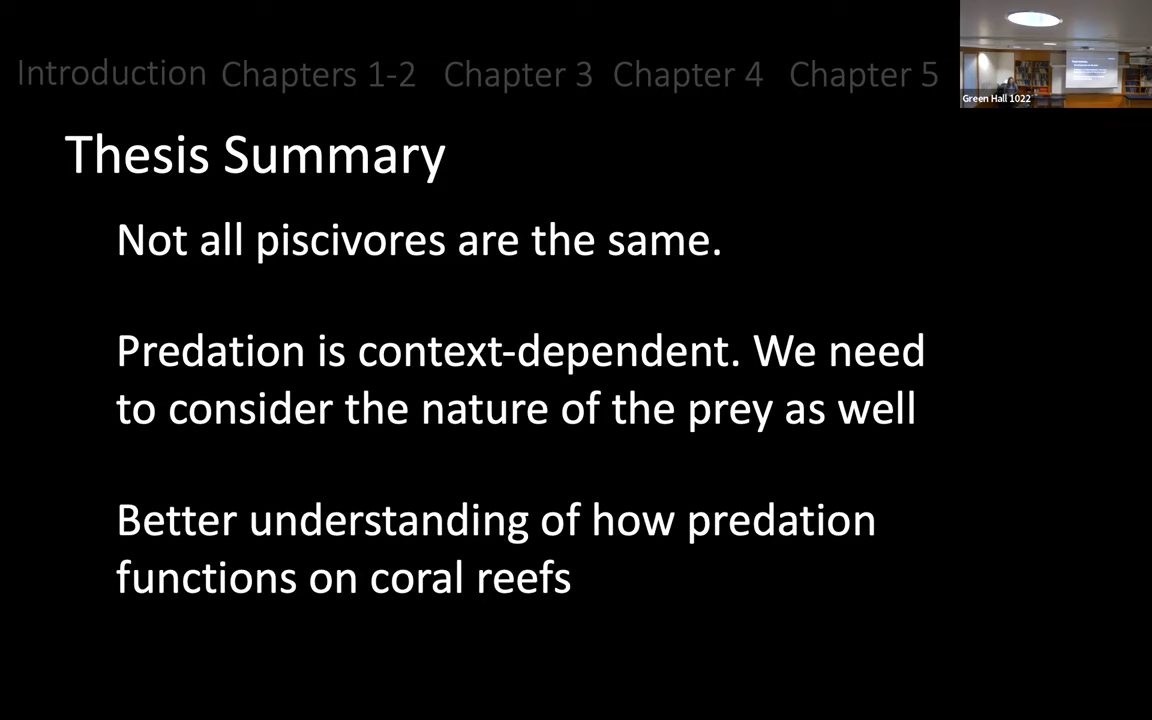 Introduction Chapters 1-2 Chapter 3 Chapter 4 Chapter 5
Green Hall 1022
Thesis Summary
Not all piscivores are the same.
Predation is context-dependent. We need
to consider the nature of the prey as well
Better understanding of how predation
functions on coral reefs